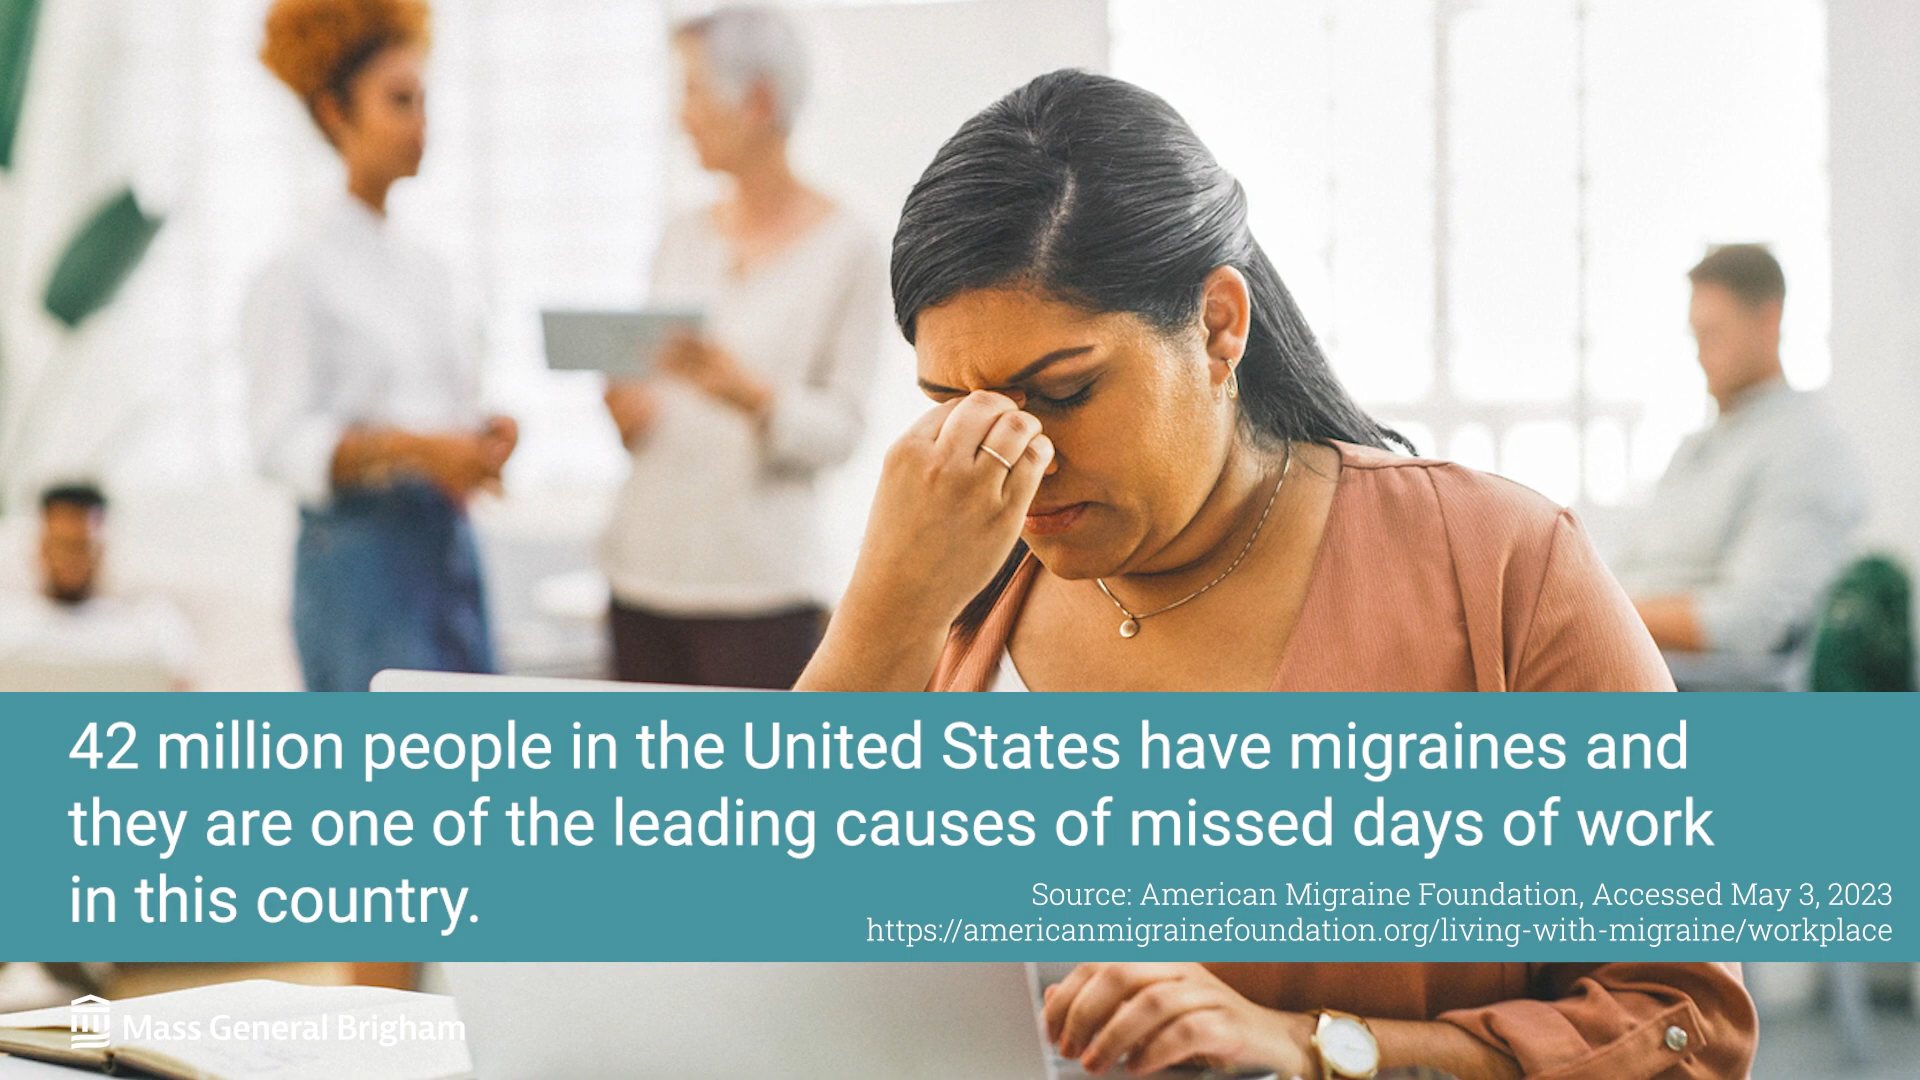 42 million people in the United States have migraines and
they are one of the leading causes of missed days of work
in this country.
Source: American Migraine Foundation, Accessed May 3, 2023
https://americanmigrainefoundation.org/living-with-migraine/workplace
Mass General Brigham